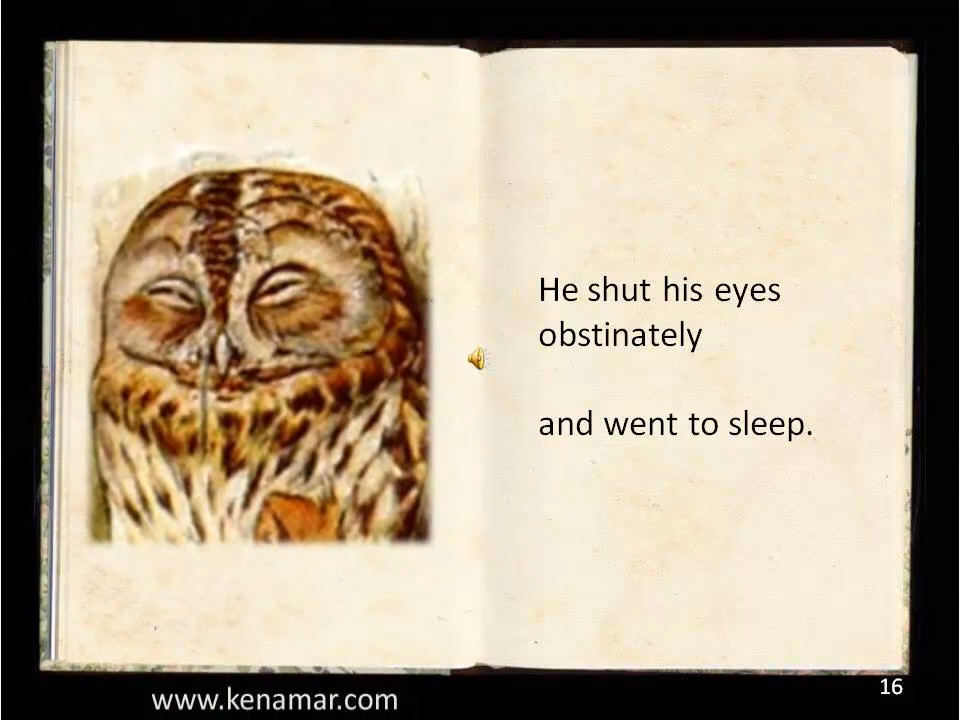 He shut his eyes
obstinately
and went to sleep.
16
www.kenamar.com